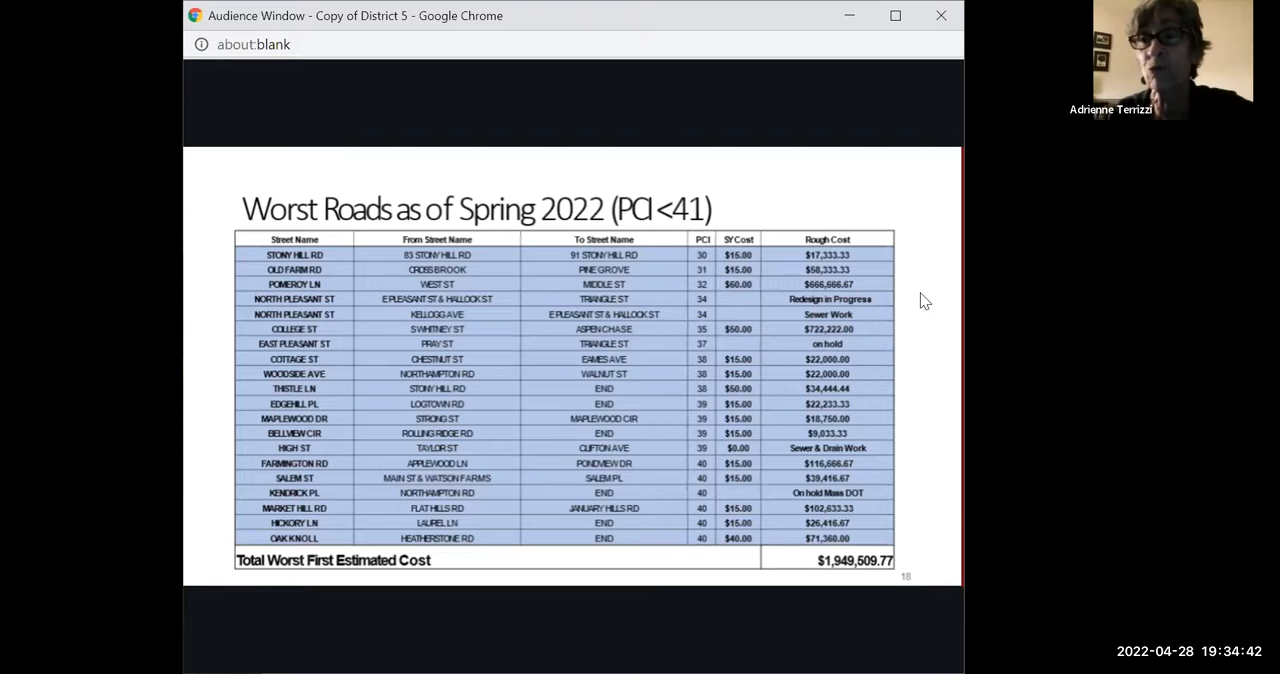 Audience Window - Copy of District 5 - Google Chrome
about:blank
Adrienne Terrizzi
Worst Roads as of Spring 2022 (PCI <41)
Street Name From Street Name To Street Name PCI SY Cost Rough Cost
STONY HILL RD 83 STONY HILL RD 91 STONY HILL RD 30 $15.00 $17,333.33
OLD FARM RD CROSS BROOK PINE GROVE 31 $15.00 $58,333.33
POMEROY LN WEST ST MIDDLE ST 32 $60.00 $666,666.67
NORTH PLEASANT ST E PLEASANT ST & HALLOCK ST TRIANGLE ST 34 Redesign in Progress
NORTH PLEASANT ST KELLOGG AVE E PLEASANT ST & HALLOCK ST 34 Sewer Work
COLLEGE ST S WHITNEY ST ASPEN CHASE 35 $50.00 $722,222.00
EAST PLEASANT ST PRAY ST TRIANGLE ST 37 on hold
COTTAGE ST CHESTNUT ST EAMES AVE 38 $15.00 $22,000.00
WOODSIDE AVE NORTHAMPTON RD WALNUT ST 38 $15.00 $22,000.00
THISTLE LN STONY HILL RD END 38 $50.00 $34,444.44
EDGEHILL PL LOGTOWN RD END 39 $15.00 $22,233.33
MAPLEWOOD DR STRONG ST MAPLEWOOD CIR 39 $15.00 $18,750.00
BELLVIEW CIR ROLLING RIDGE RD END 39 $15.00 $9,033.33
HIGH ST TAYLOR ST CLIFTON AVE 39 $0.00 Sewer & Drain Work
FARMINGTON RD APPLEWOOD LN PONDVIEW DR 40 $15.00 $116,666.67
SALEM ST MAIN ST & WATSON FARMS SALEM PL 40 $15.00 $39,416.67
KENDRICK PL NORTHAMPTON RD END 40 On hold Mass DOT
MARKET HILL RD FLAT HILLS RD JANUARY HILLS RD 40 $15.00 $102,633.33
HICKORY LN LAUREL LN END 40 $15.00 $26,416.67
OAK KNOLL HEATHERSTONE RD END 40 $40.00 $71,360.00
Total Worst First Estimated Cost $1,949,509.77
18
2022-04-28 19:34:42